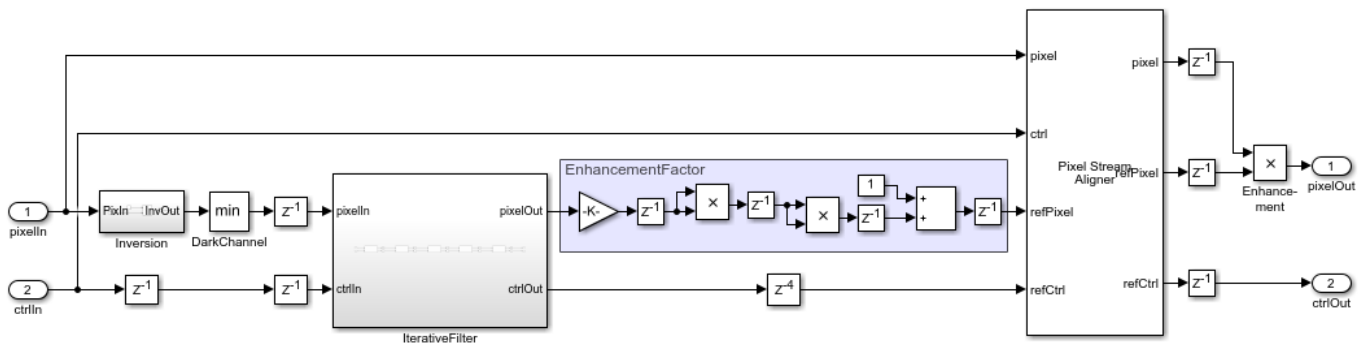 pixel
pixel
z-1
ctrl
EnhancementFactor
Pixel Stream
Aligner
refPixel
z-1
×
1
pixelOut
Enhance-
ment
1
pixelIn
PixIn
InvOut
Inversion
min
DarkChannel
z-1
pixelIn
pixelOut
-K-
z-1
×
z-1
×
z-1
1
+
+
z-1
refPixel
2
ctrlIn
z-1
z-1
ctrlIn
ctrlOut
IterativeFilter
z-4
refCtrl
refCtrl
z-1
2
ctrlOut